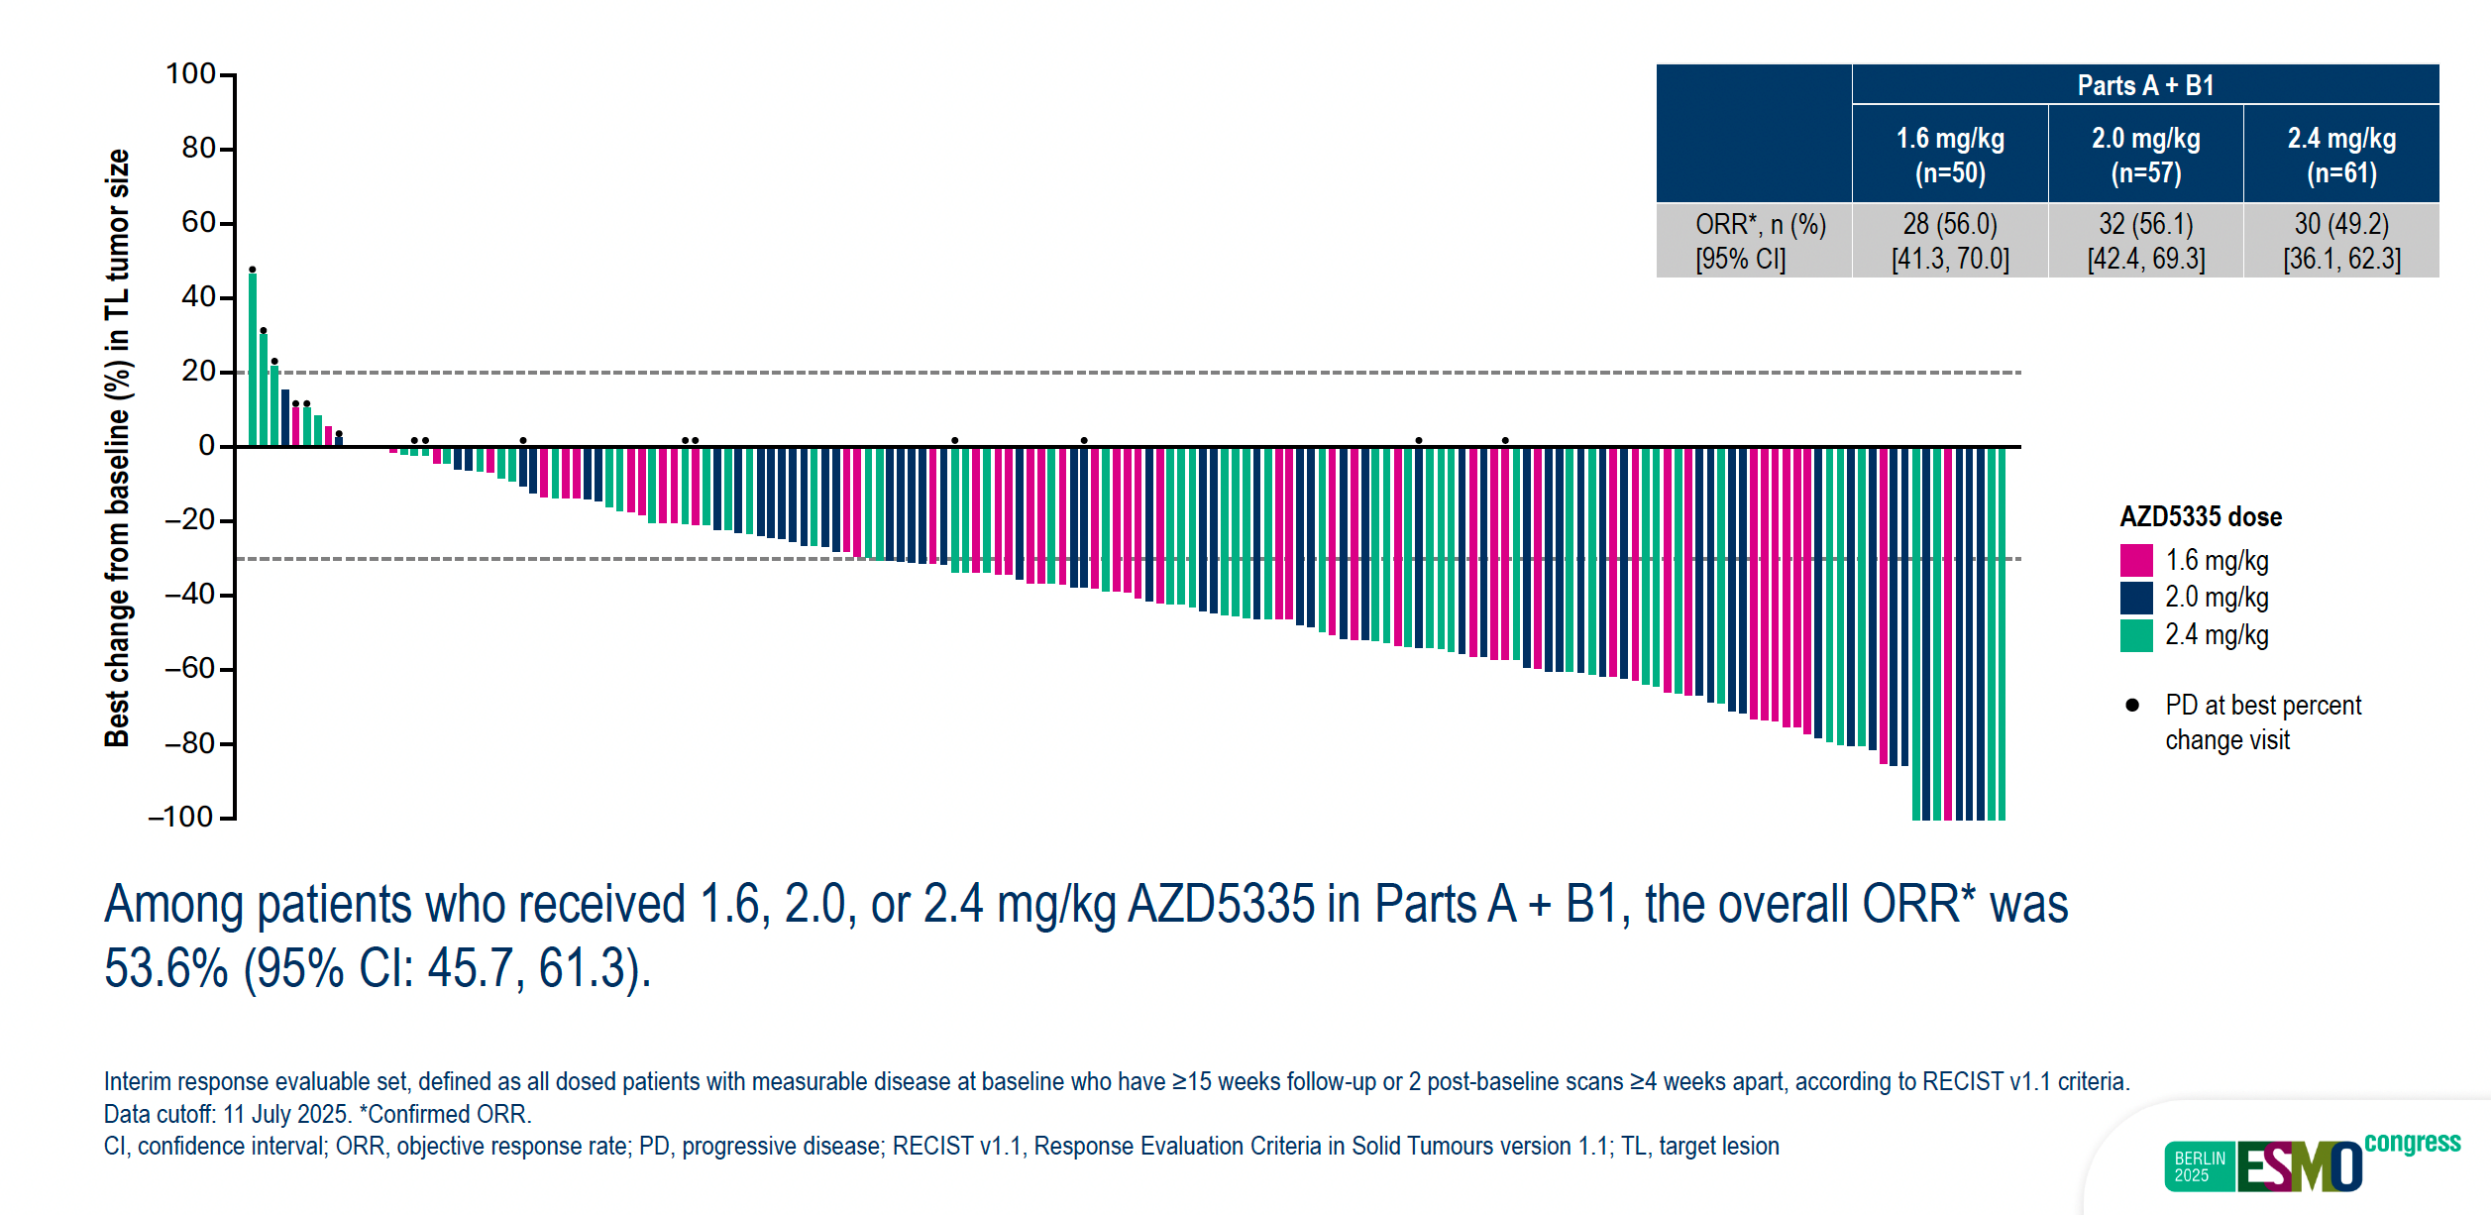 Best change from baseline (%) in TL tumor size
100
80
60
40
20
0
–20
–40
–60
–80
–100
Parts A + B1
1.6 mg/kg
(n=50)
2.0 mg/kg
(n=57)
2.4 mg/kg
(n=61)
ORR*, n (%)
[95% CI]
28 (56.0)
[41.3, 70.0]
32 (56.1)
[42.4, 69.3]
30 (49.2)
[36.1, 62.3]
AZD5335 dose
1.6 mg/kg
2.0 mg/kg
2.4 mg/kg
PD at best percent
change visit
Among patients who received 1.6, 2.0, or 2.4 mg/kg AZD5335 in Parts A + B1, the overall ORR* was
53.6% (95% CI: 45.7, 61.3).
Interim response evaluable set, defined as all dosed patients with measurable disease at baseline who have ≥15 weeks follow-up or 2 post-baseline scans ≥4 weeks apart, according to RECIST v1.1 criteria.
Data cutoff: 11 July 2025. *Confirmed ORR.
CI, confidence interval; ORR, objective response rate; PD, progressive disease; RECIST v1.1, Response Evaluation Criteria in Solid Tumours version 1.1; TL, target lesion
BERLIN
2025
ESMO
congress